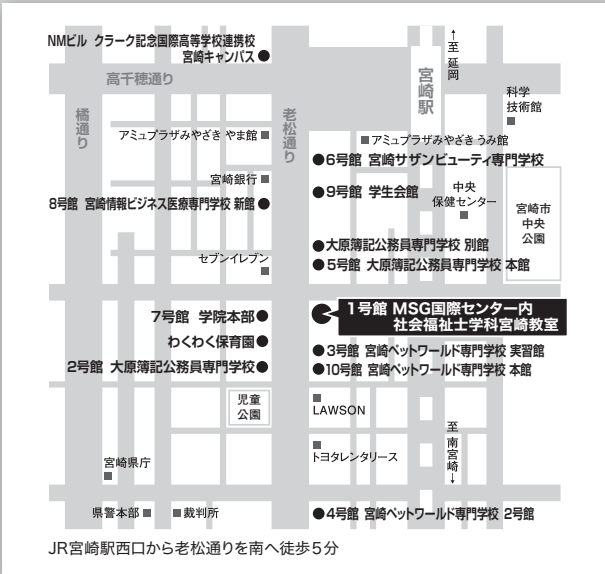 NMビル クラーク記念国際高等学校連携校
宮崎キャンパス
↑至 延岡
高千穂通り
宮崎駅
科学
技術館
橘通り
老松通り
アミュプラザみやざき やま館
アミュプラザみやざき うみ館
6号館 宮崎サザンビューティ専門学校
宮崎銀行
9号館 学生会館
中央
保健センター
8号館 宮崎情報ビジネス医療専門学校 新館
宮崎市
中央
公園
大原簿記公務員専門学校 別館
セブンイレブン
5号館 大原簿記公務員専門学校 本館
7号館 学院本部
1号館 MSG国際センター内
社会福祉士学科宮崎教室
わくわく保育園
3号館 宮崎ペットワールド専門学校 実習館
2号館 大原簿記公務員専門学校
10号館 宮崎ペットワールド専門学校 本館
児童
公園
LAWSON
至 南宮崎↓
トヨタレンタリース
宮崎県庁
県警本部
裁判所
4号館 宮崎ペットワールド専門学校 2号館
JR宮崎駅西口から老松通りを南へ徒歩5分